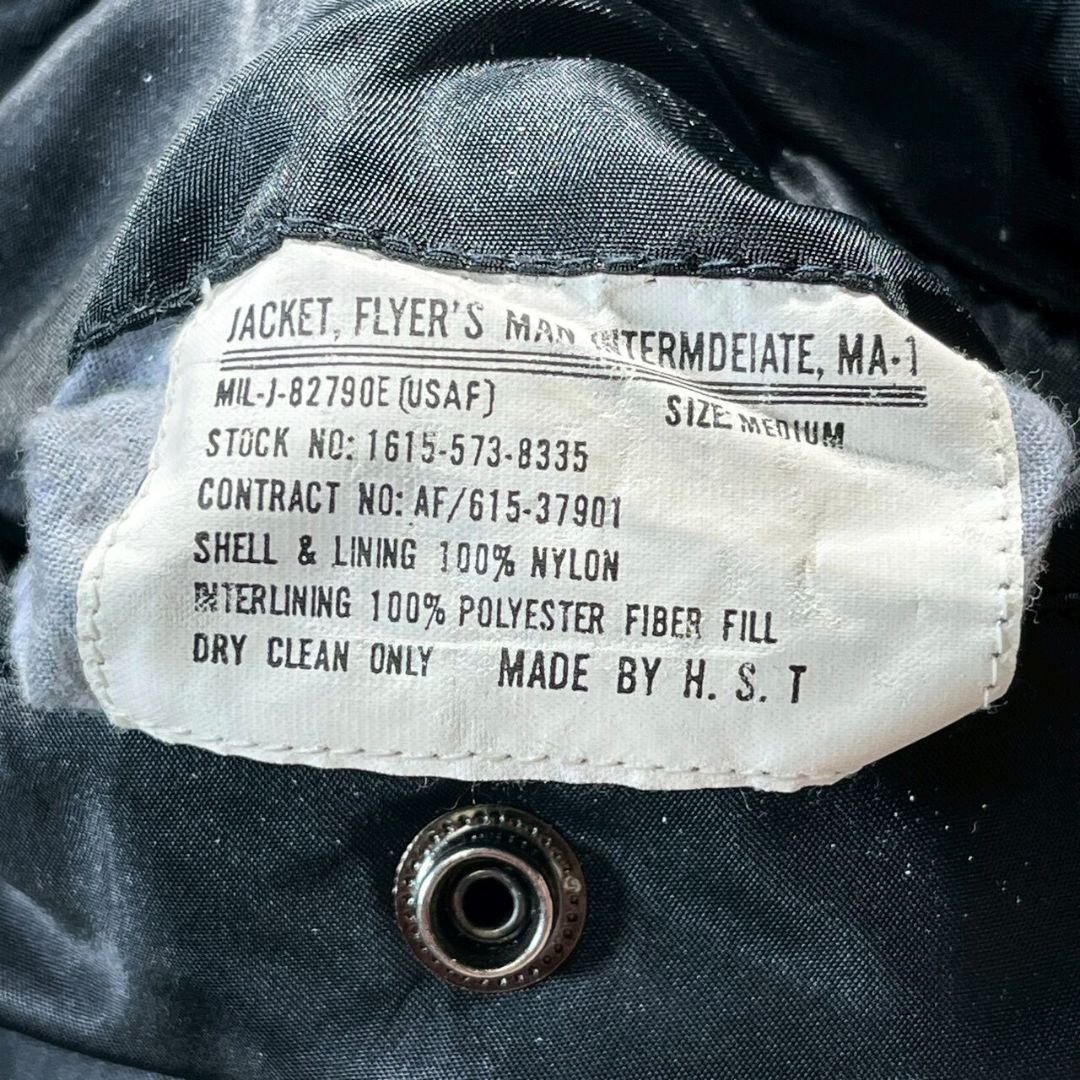 JACKET, FLYER'S MAN INTERMDEIATE, MA-1
MIL-J-82790E (USAF)
SIZE: MEDIUM
STOCK NO: 1615-573-8335
CONTRACT NO: AF/615-37901
SHELL & LINING 100% NYLON
INTERLINING 100% POLYESTER FIBER FILL
DRY CLEAN ONLY MADE BY H. S. T